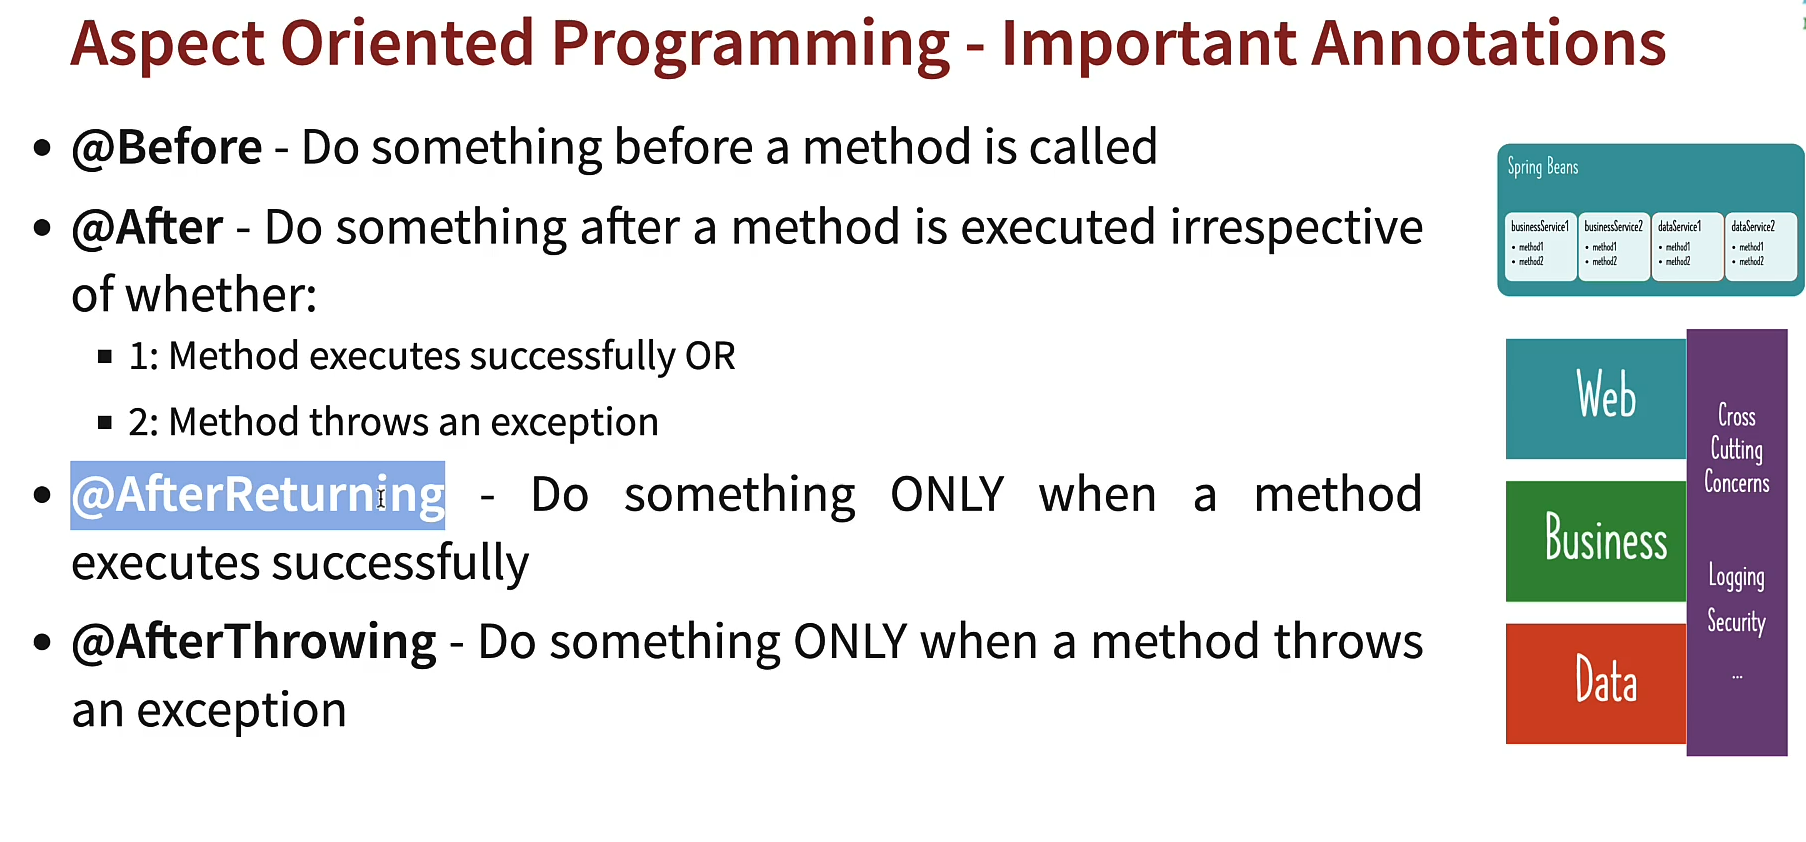 Aspect Oriented Programming - Important Annotations
• @Before - Do something before a method is called
• @After - Do something after a method is executed irrespective
of whether:
▪ 1: Method executes successfully OR
▪ 2: Method throws an exception
• @AfterReturning - Do something ONLY when a method
executes successfully
• @AfterThrowing - Do something ONLY when a method throws
an exception
Spring Beans
businessService1
• method1
• method2
businessService2
• method1
• method2
dataService1
• method1
• method2
dataService2
• method1
• method2
Web
Business
Data
Cross
Cutting
Concerns
Logging
Security
...